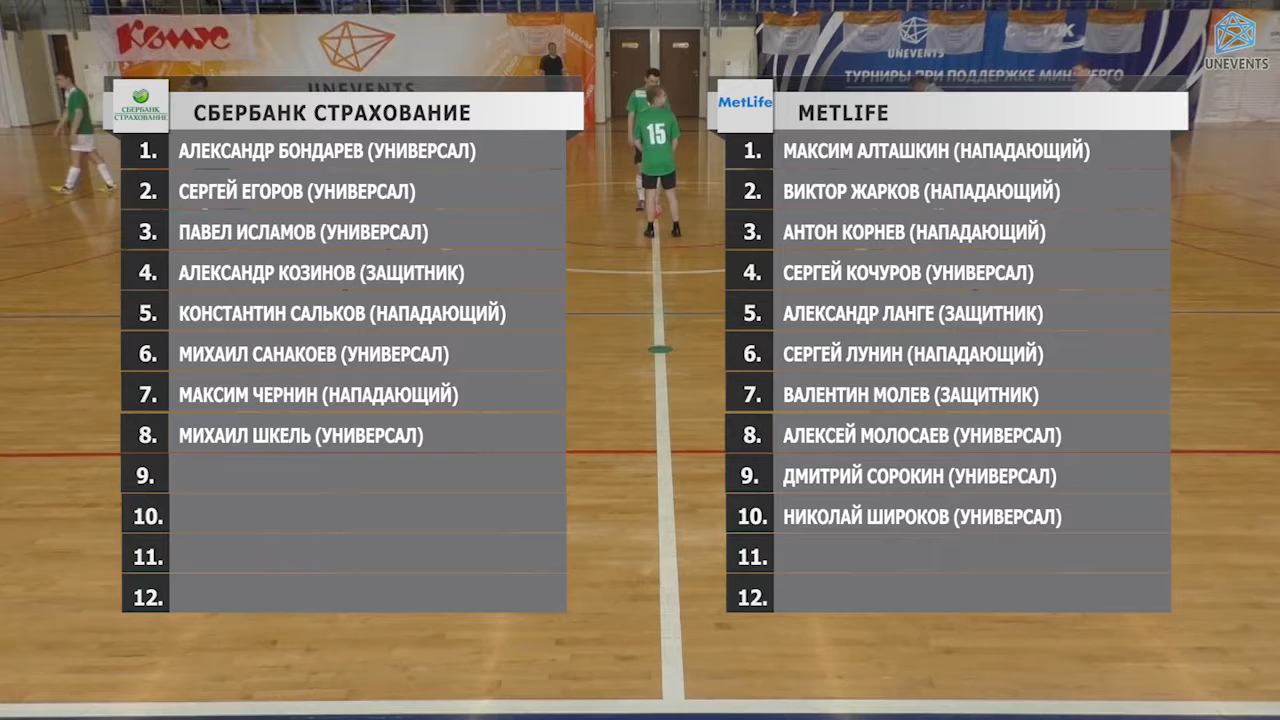 Комус
UNEVENTS
UNEVENTS
UNEVENTS
ТУРНИРЫ ПРИ ПОДДЕРЖКЕ
15
СБЕРБАНК
СТРАХОВАНИЕ
СБЕРБАНК СТРАХОВАНИЕ
1. АЛЕКСАНДР БОНДАРЕВ (УНИВЕРСАЛ)
2. СЕРГЕЙ ЕГОРОВ (УНИВЕРСАЛ)
3. ПАВЕЛ ИСЛАМОВ (УНИВЕРСАЛ)
4. АЛЕКСАНДР КОЗИНОВ (ЗАЩИТНИК)
5. КОНСТАНТИН САЛЬКОВ (НАПАДАЮЩИЙ)
6. МИХАИЛ САНАКОЕВ (УНИВЕРСАЛ)
7. МАКСИМ ЧЕРНИН (НАПАДАЮЩИЙ)
8. МИХАИЛ ШКЕЛЬ (УНИВЕРСАЛ)
9.
10.
11.
12.
MetLife
METLIFE
1. МАКСИМ АЛТАШКИН (НАПАДАЮЩИЙ)
2. ВИКТОР ЖАРКОВ (НАПАДАЮЩИЙ)
3. АНТОН КОРНЕВ (НАПАДАЮЩИЙ)
4. СЕРГЕЙ КОЧУРОВ (УНИВЕРСАЛ)
5. АЛЕКСАНДР ЛАНГЕ (ЗАЩИТНИК)
6. СЕРГЕЙ ЛУНИН (НАПАДАЮЩИЙ)
7. ВАЛЕНТИН МОЛЕВ (ЗАЩИТНИК)
8. АЛЕКСЕЙ МОЛОСАЕВ (УНИВЕРСАЛ)
9. ДМИТРИЙ СОРОКИН (УНИВЕРСАЛ)
10. НИКОЛАЙ ШИРОКОВ (УНИВЕРСАЛ)
11.
12.